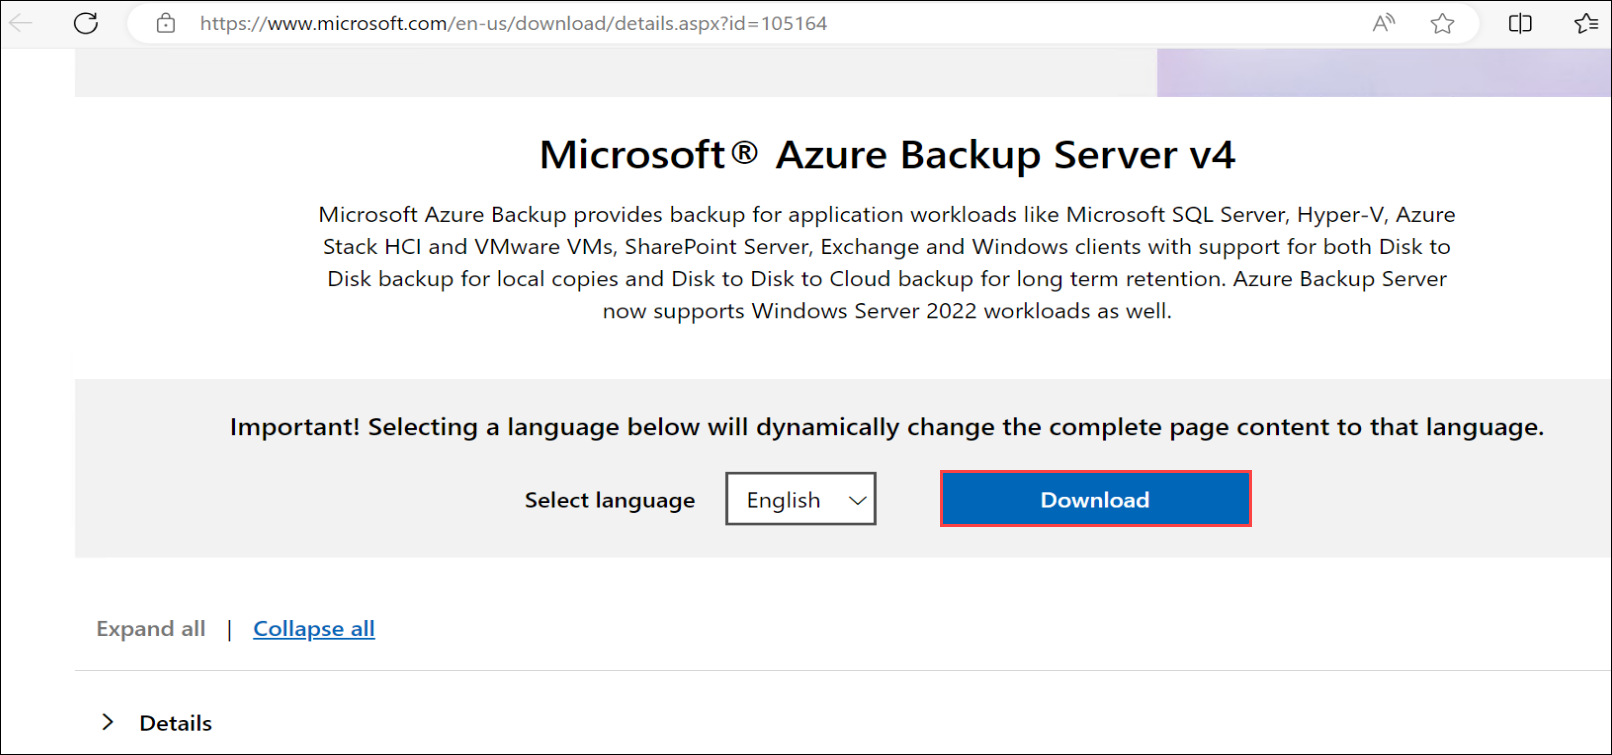 https://www.microsoft.com/en-us/download/details.aspx?id=105164
Microsoft® Azure Backup Server v4
Microsoft Azure Backup provides backup for application workloads like Microsoft SQL Server, Hyper-V, Azure
Stack HCI and VMware VMs, SharePoint Server, Exchange and Windows clients with support for both Disk to
Disk backup for local copies and Disk to Disk to Cloud backup for long term retention. Azure Backup Server
now supports Windows Server 2022 workloads as well.
Important! Selecting a language below will dynamically change the complete page content to that language.
Select language English Download
Expand all | Collapse all
Details